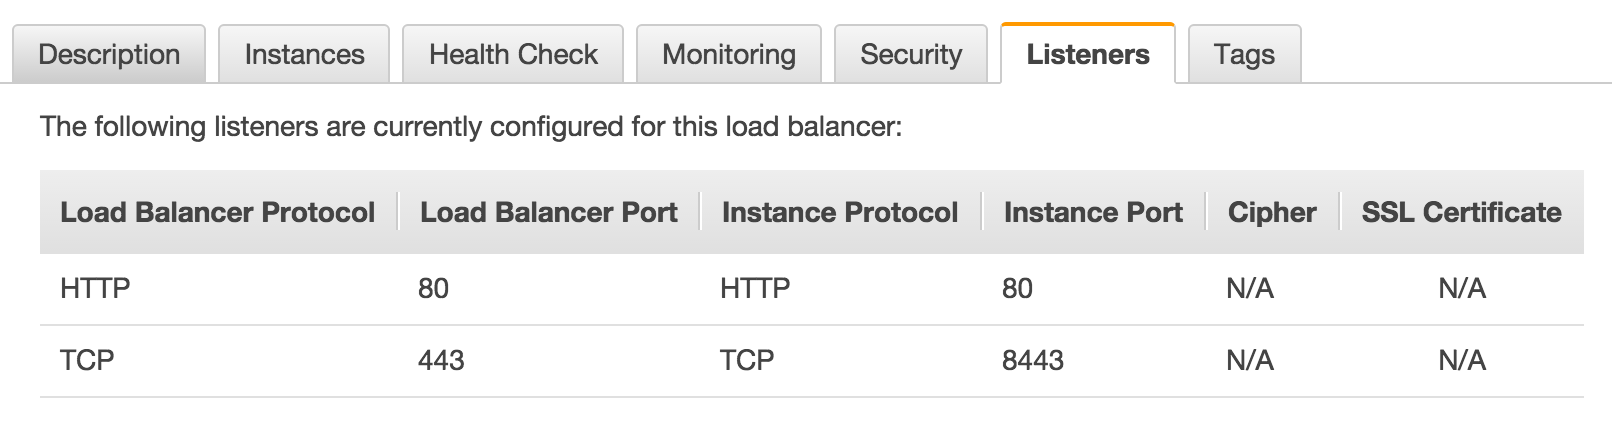 Description Instances Health Check Monitoring Security Listeners Tags
The following listeners are currently configured for this load balancer:
Load Balancer Protocol Load Balancer Port Instance Protocol Instance Port Cipher SSL Certificate
HTTP 80 HTTP 80 N/A N/A
TCP 443 TCP 8443 N/A N/A